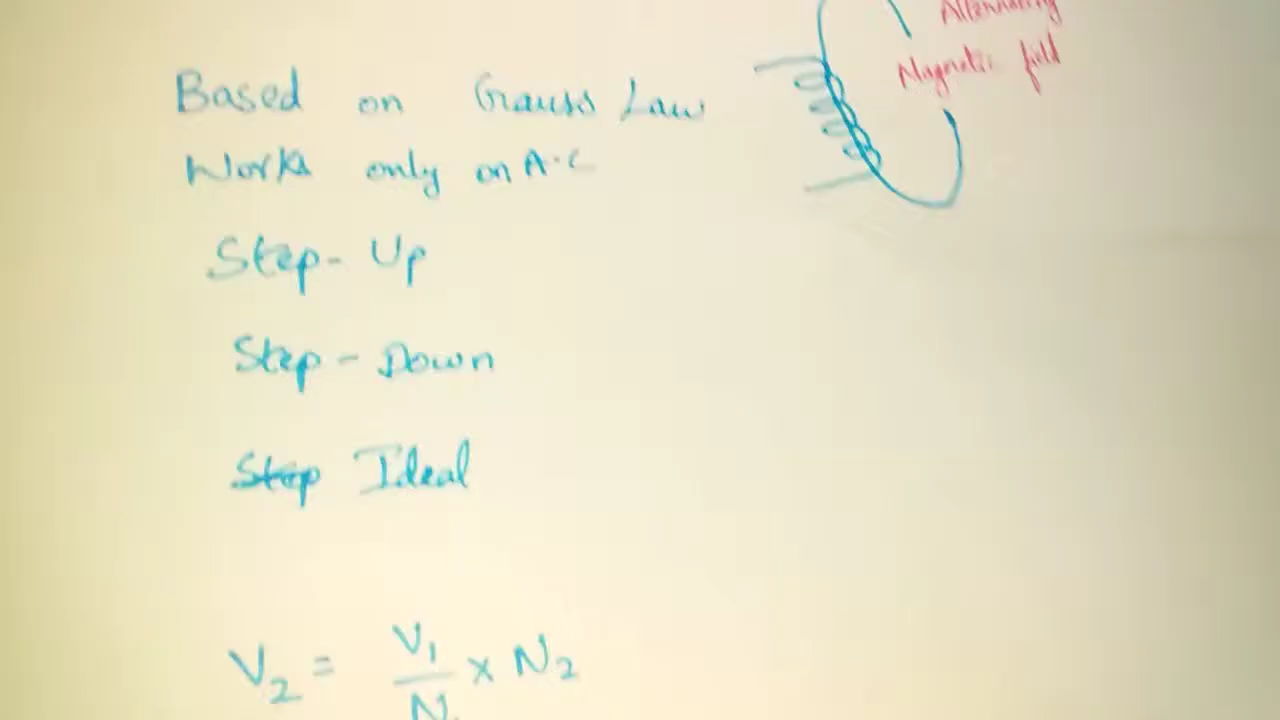 Alternating
Magnetic field
Based on Gauss Law
Works only on A.C
Step-Up
Step-Down
Step Ideal
V2 = V1/N × N2